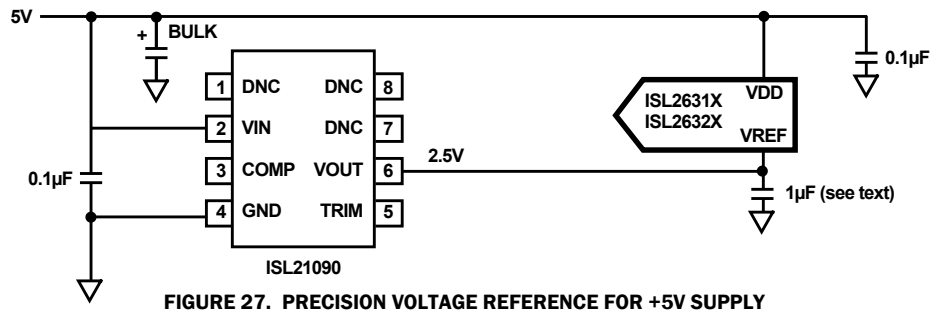 5V
+ BULK
0.1µF
1 DNC DNC 8
2 VIN DNC 7
3 COMP VOUT 6
4 GND TRIM 5
ISL21090
0.1µF
2.5V
ISL2631X
ISL2632X
VDD
VREF
1µF (see text)
FIGURE 27. PRECISION VOLTAGE REFERENCE FOR +5V SUPPLY